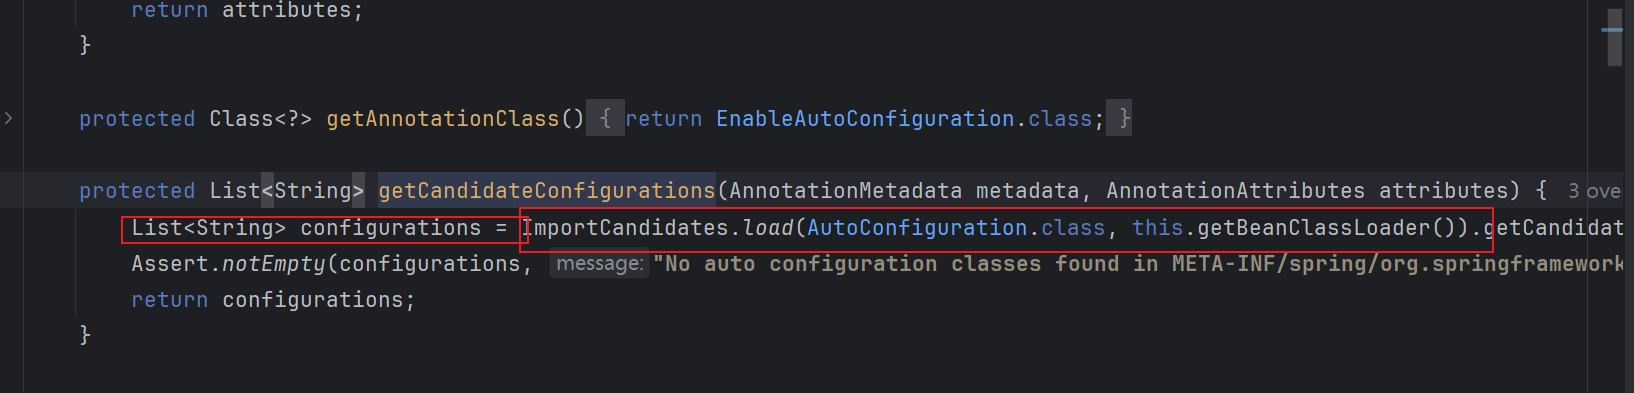 return attributes;
}
protected Class<?> getAnnotationClass() { return EnableAutoConfiguration.class; }
protected List<String> getCandidateConfigurations(AnnotationMetadata metadata, AnnotationAttributes attributes) { 3 ove
List<String> configurations = ImportCandidates.load(AutoConfiguration.class, this.getBeanClassLoader()).getCandidat
Assert.notEmpty(configurations, message: "No auto configuration classes found in META-INF/spring/org.springframework
return configurations;
}